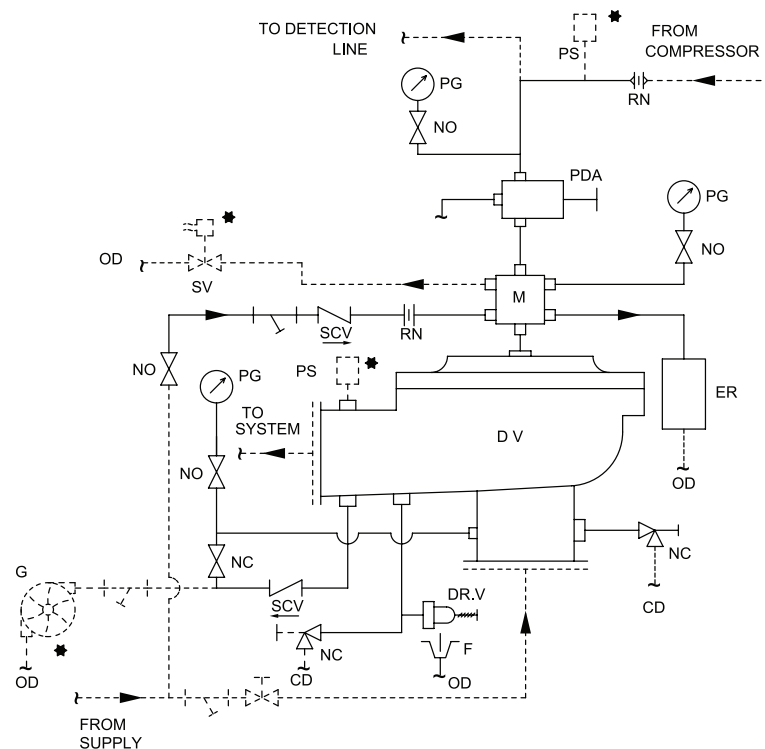 TO DETECTION
LINE
PS
FROM
COMPRESSOR
RN
PG
NO
PDA
PG
NO
OD
SV
M
SCV
RN
NO
PG
PS
ER
TO
SYSTEM
D V
NO
OD
NC
NC
G
SCV
DR.V
CD
NC
F
OD
CD
OD
FROM
SUPPLY